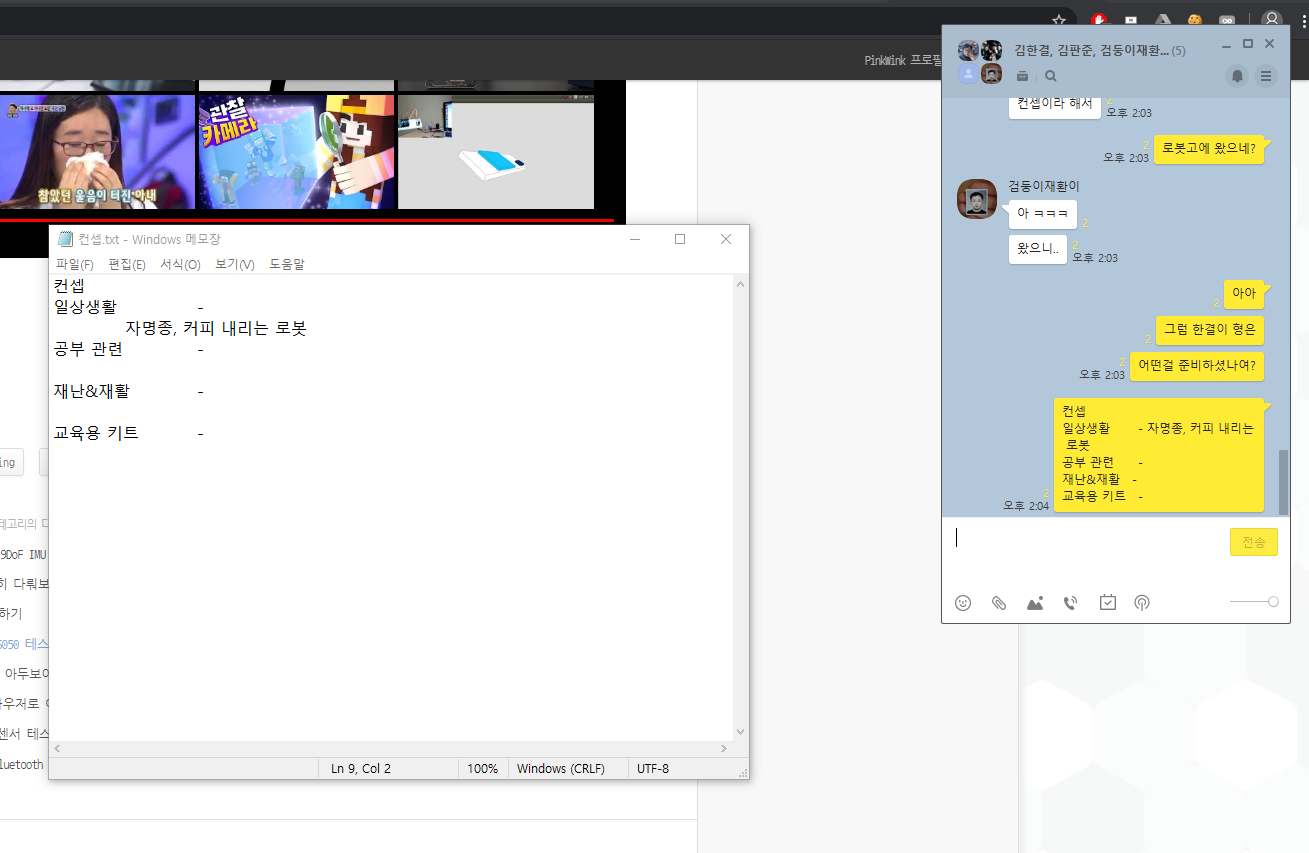 PinkWink 프로필
관찰
카메라
참았던 울음이 터진 아내
ing
테고리의 다
9DoF IMU
히 다뤄보
하기
6050 테스
아두보이
우저로
센서 테스
luetooth
컨셉.txt - Windows 메모장
파일(F) 편집(E) 서식(O) 보기(V) 도움말
컨셉
일상생활 -
자명종, 커피 내리는 로봇
공부 관련 -
재난&재활 -
교육용 키트 -
Ln 9, Col 2 100% Windows (CRLF) UTF-8
김한결, 김판준, 검둥이재환... (5)
컨셉이라 해서
2
오후 2:03
로봇고에 왔으네?
2
오후 2:03
검둥이재환이
아 ㅋㅋㅋ
2
왔으니..
2
오후 2:03
아아
2
그럼 한결이 형은
2
어떤걸 준비하셨나여?
2
오후 2:03
컨셉
일상생활 - 자명종, 커피 내리는
로봇
공부 관련 -
재난&재활 -
교육용 키트 -
2
오후 2:04
전송